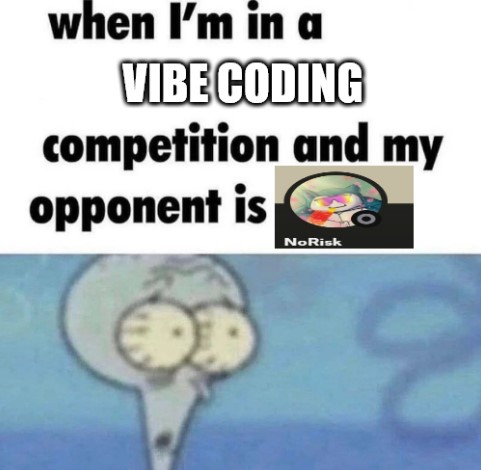 when I'm in a
VIBE CODING
competition and my
opponent is
NoRisk